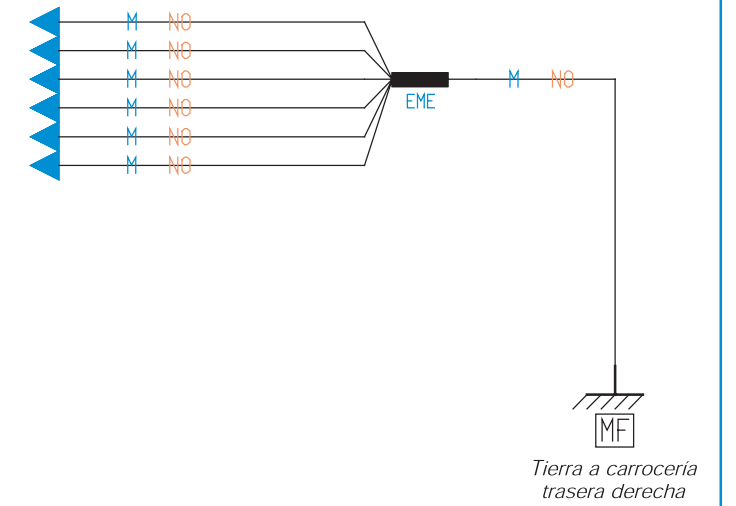 M NO
M NO
M NO M NO
EME
M NO
M NO
M NO
MF
Tierra a carrocería
trasera derecha